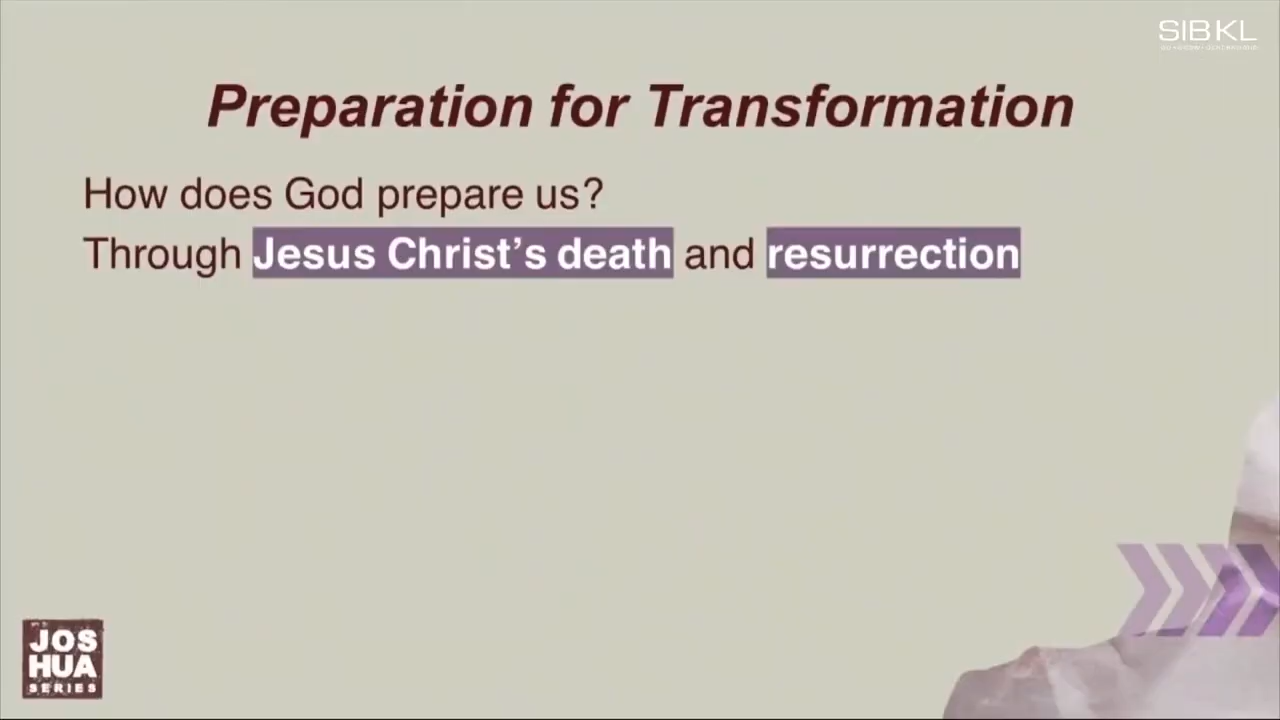 SIBKL
Preparation for Transformation
How does God prepare us?
Through Jesus Christ's death and resurrection
JOS
HUA
SERIES